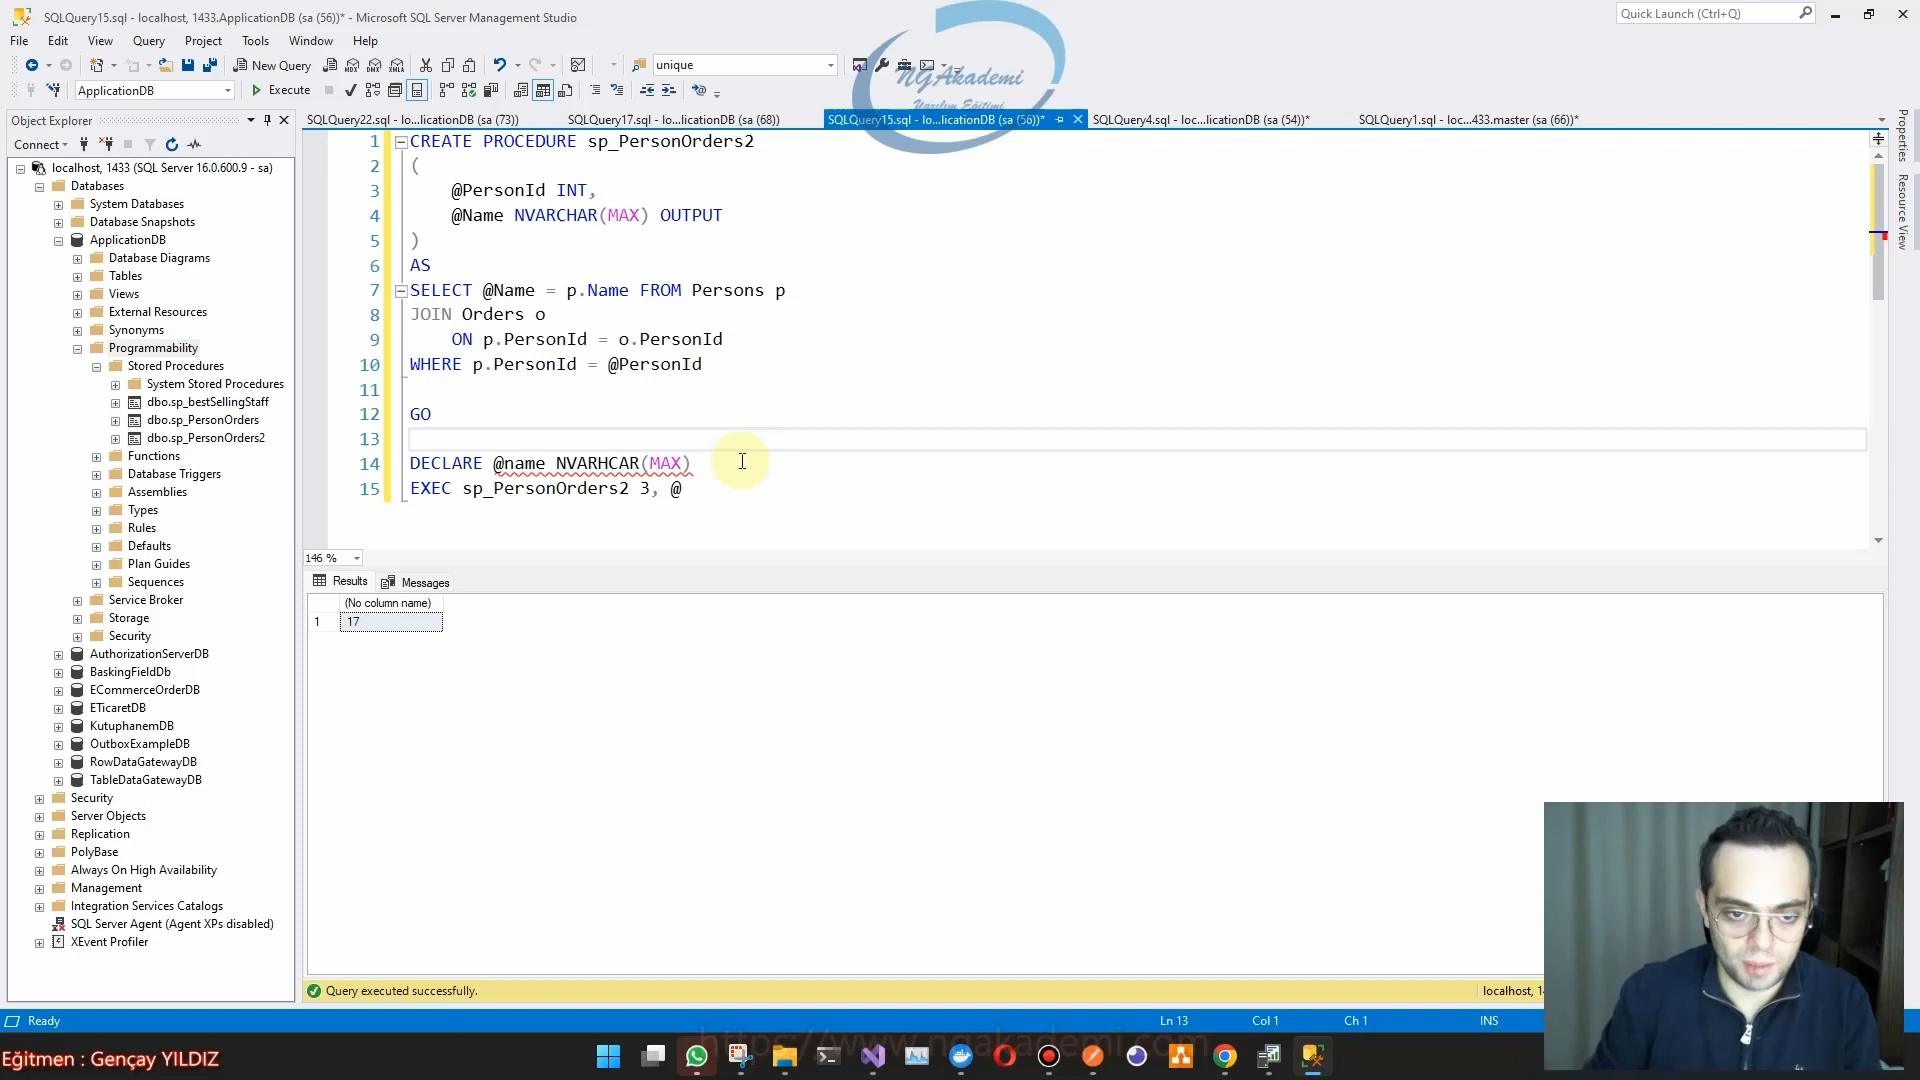 SQLQuery15.sql - localhost, 1433.ApplicationDB (sa (56))* - Microsoft SQL Server Management Studio
Quick Launch (Ctrl+Q)
File Edit View Query Project Tools Window Help
New Query
unique
ApplicationDB
Execute
NGAkademi
Yazılım Eğitimi
Object Explorer
Connect
SQLQuery22.sql - lo...licationDB (sa (73))
SQLQuery17.sql - lo...licationDB (sa (68))
SQLQuery15.sql - lo...licationDB (sa (56))*
SQLQuery4.sql - loc...licationDB (sa (54))*
SQLQuery1.sql - loc...433.master (sa (66))*
Properties
Resource View
localhost, 1433 (SQL Server 16.0.600.9 - sa)
Databases
System Databases
Database Snapshots
ApplicationDB
Database Diagrams
Tables
Views
External Resources
Synonyms
Programmability
Stored Procedures
System Stored Procedures
dbo.sp_bestSellingStaff
dbo.sp_PersonOrders
dbo.sp_PersonOrders2
Functions
Database Triggers
Assemblies
Types
Rules
Defaults
Plan Guides
Sequences
Service Broker
Storage
Security
AuthorizationServerDB
BaskingFieldDb
ECommerceOrderDB
ETicaretDB
KutuphanemDB
OutboxExampleDB
RowDataGatewayDB
TableDataGatewayDB
Security
Server Objects
Replication
PolyBase
Always On High Availability
Management
Integration Services Catalogs
SQL Server Agent (Agent XPs disabled)
XEvent Profiler
1 CREATE PROCEDURE sp_PersonOrders2
2 (
3 @PersonId INT,
4 @Name NVARCHAR(MAX) OUTPUT
5 )
6 AS
7 SELECT @Name = p.Name FROM Persons p
8 JOIN Orders o
9 ON p.PersonId = o.PersonId
10 WHERE p.PersonId = @PersonId
11
12 GO
13
14 DECLARE @name NVARHCAR(MAX)
15 EXEC sp_PersonOrders2 3, @
146 %
Results Messages
(No column name)
1 17
Query executed successfully.
localhost, 1
Ready
Ln 13
Col 1
Ch 1
INS
Eğitmen : Gençay YILDIZ
http://www.ngakademi.com